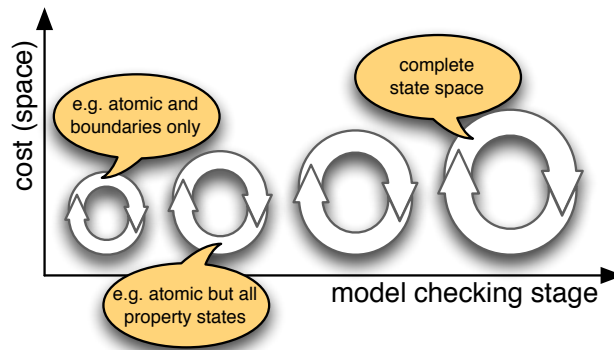 cost (space)
e.g. atomic and
boundaries only
complete
state space
e.g. atomic but all
property states
model checking stage